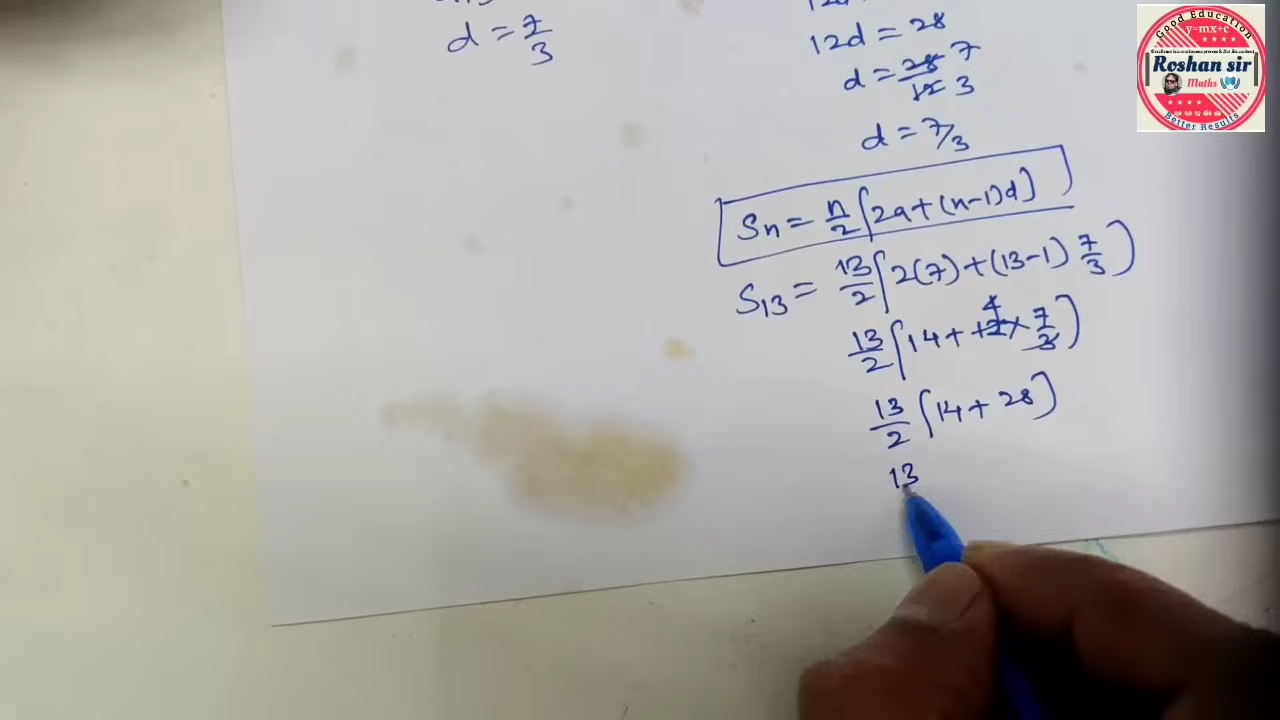 d = 7/3
12d = 28
d = 28/12 7/3
d = 7/3
Sn = n/2 [2a + (n-1)d]
S13 = 13/2 [2(7) + (13-1) 7/3]
13/2 [14 + +12 4 × 7/3]
13/2 [14 + 28]
13
Good Education
y=mx+c
Roshan sir
Maths
Better Results